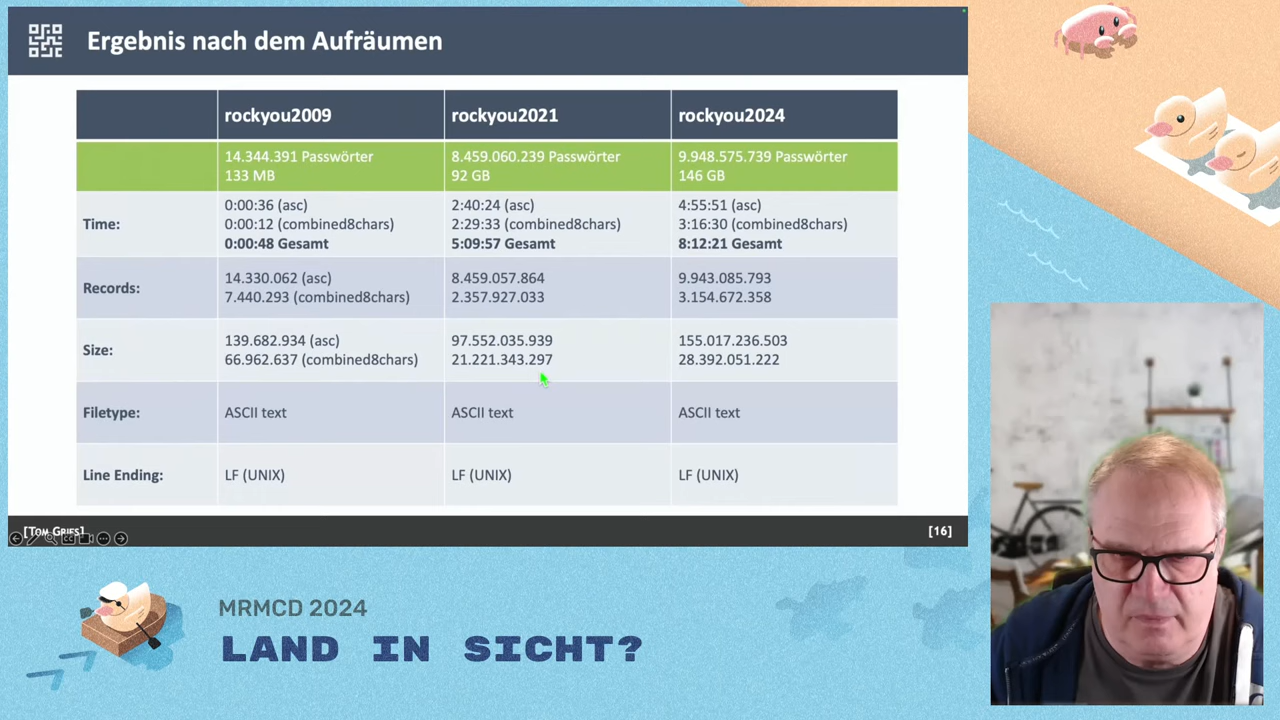 Ergebnis nach dem Aufräumen
rockyou2009 rockyou2021 rockyou2024
14.344.391 Passwörter 8.459.060.239 Passwörter 9.948.575.739 Passwörter
133 MB 92 GB 146 GB
Time:
0:00:36 (asc) 2:40:24 (asc) 4:55:51 (asc)
0:00:12 (combined8chars) 2:29:33 (combined8chars) 3:16:30 (combined8chars)
0:00:48 Gesamt 5:09:57 Gesamt 8:12:21 Gesamt
Records:
14.330.062 (asc) 8.459.057.864 9.943.085.793
7.440.293 (combined8chars) 2.357.927.033 3.154.672.358
Size:
139.682.934 (asc) 97.552.035.939 155.017.236.503
66.962.637 (combined8chars) 21.221.343.297 28.392.051.222
Filetype: ASCII text ASCII text ASCII text
Line Ending: LF (UNIX) LF (UNIX) LF (UNIX)
[TOM GRIES] [16]
MRMCD 2024
LAND IN SICHT?